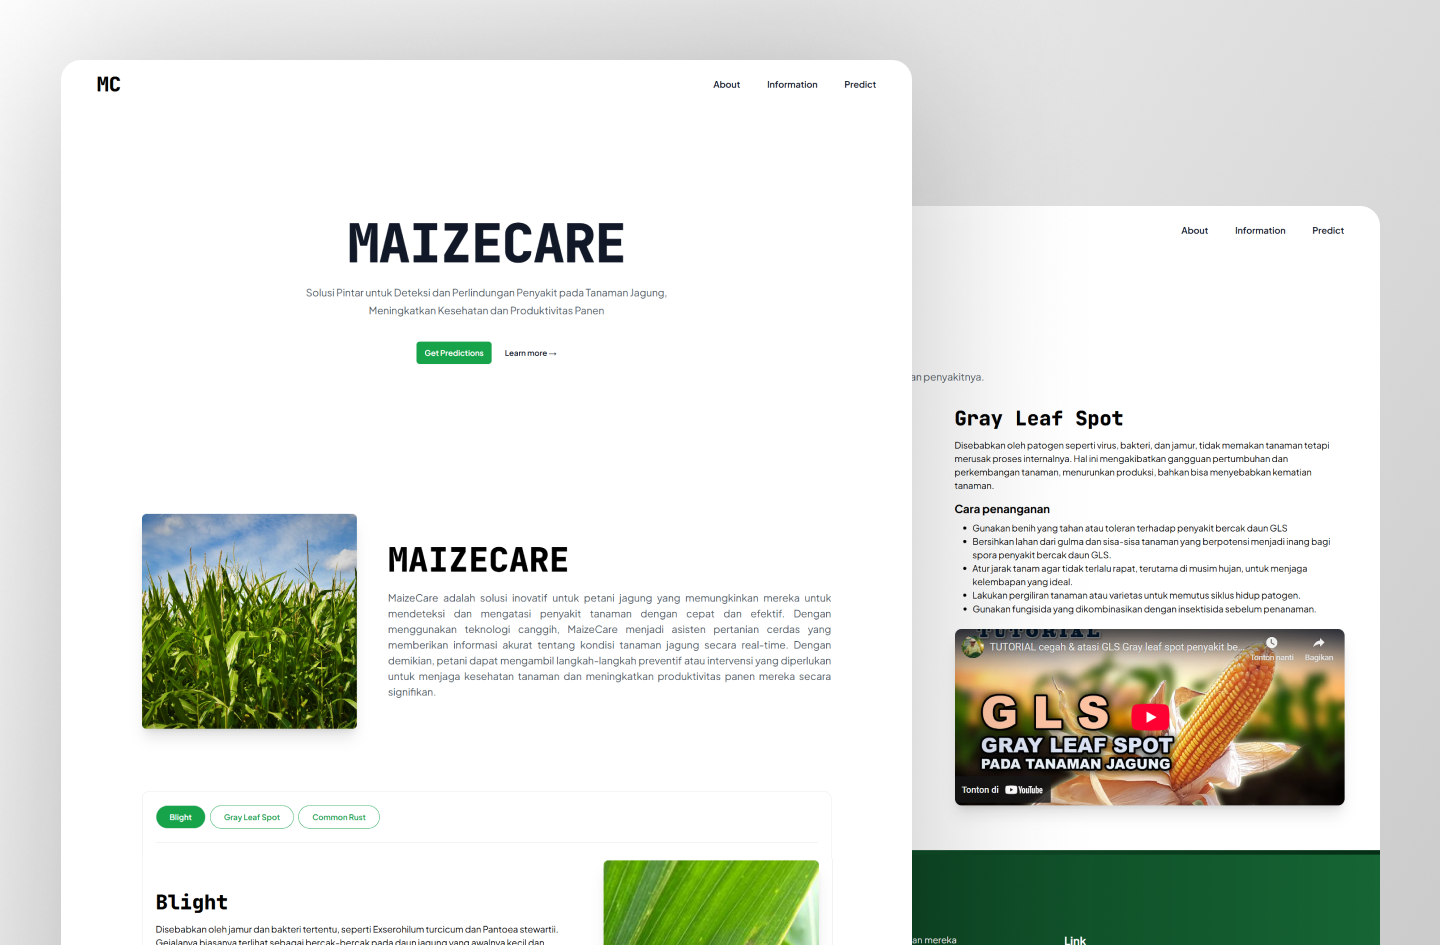 MC
About
Information
Predict
MAIZECARE
Solusi Pintar untuk Deteksi dan Perlindungan Penyakit pada Tanaman Jagung,
Meningkatkan Kesehatan dan Produktivitas Panen
Get Predictions
Learn more →
MAIZECARE
MaizeCare adalah solusi inovatif untuk petani jagung yang memungkinkan mereka untuk
mendeteksi dan mengatasi penyakit tanaman dengan cepat dan efektif. Dengan
menggunakan teknologi canggih, MaizeCare menjadi asisten pertanian cerdas yang
memberikan informasi akurat tentang kondisi tanaman jagung secara real-time. Dengan
demikian, petani dapat mengambil langkah-langkah preventif atau intervensi yang diperlukan
untuk menjaga kesehatan tanaman dan meningkatkan produktivitas panen mereka secara
signifikan.
Blight
Gray Leaf Spot
Common Rust
Blight
Disebabkan oleh jamur dan bakteri tertentu, seperti Exserohilum turcicum dan Pantoea stewartii.
Gejalanya biasanya terlihat sebagai bercak-bercak pada daun jagung yang awalnya kecil dan
About
Information
Predict
an penyakitnya.
Gray Leaf Spot
Disebabkan oleh patogen seperti virus, bakteri, dan jamur, tidak memakan tanaman tetapi
merusak proses internalnya. Hal ini mengakibatkan gangguan pertumbuhan dan
perkembangan tanaman, menurunkan produksi, bahkan bisa menyebabkan kematian
tanaman.
Cara penanganan
• Gunakan benih yang tahan atau toleran terhadap penyakit bercak daun GLS
• Bersihkan lahan dari gulma dan sisa-sisa tanaman yang berpotensi menjadi inang bagi
spora penyakit bercak daun GLS.
• Atur jarak tanam agar tidak terlalu rapat, terutama di musim hujan, untuk menjaga
kelembapan yang ideal.
• Lakukan pergiliran tanaman atau varietas untuk memutus siklus hidup patogen.
• Gunakan fungisida yang dikombinasikan dengan insektisida sebelum penanaman.
TUTORIAL
TUTORIAL cegah & atasi GLS Gray leaf spot penyakit be...
Tonton nanti
Bagikan
GLS
GRAY LEAF SPOT
PADA TANAMAN JAGUNG
Tonton di YouTube
an mereka
Link